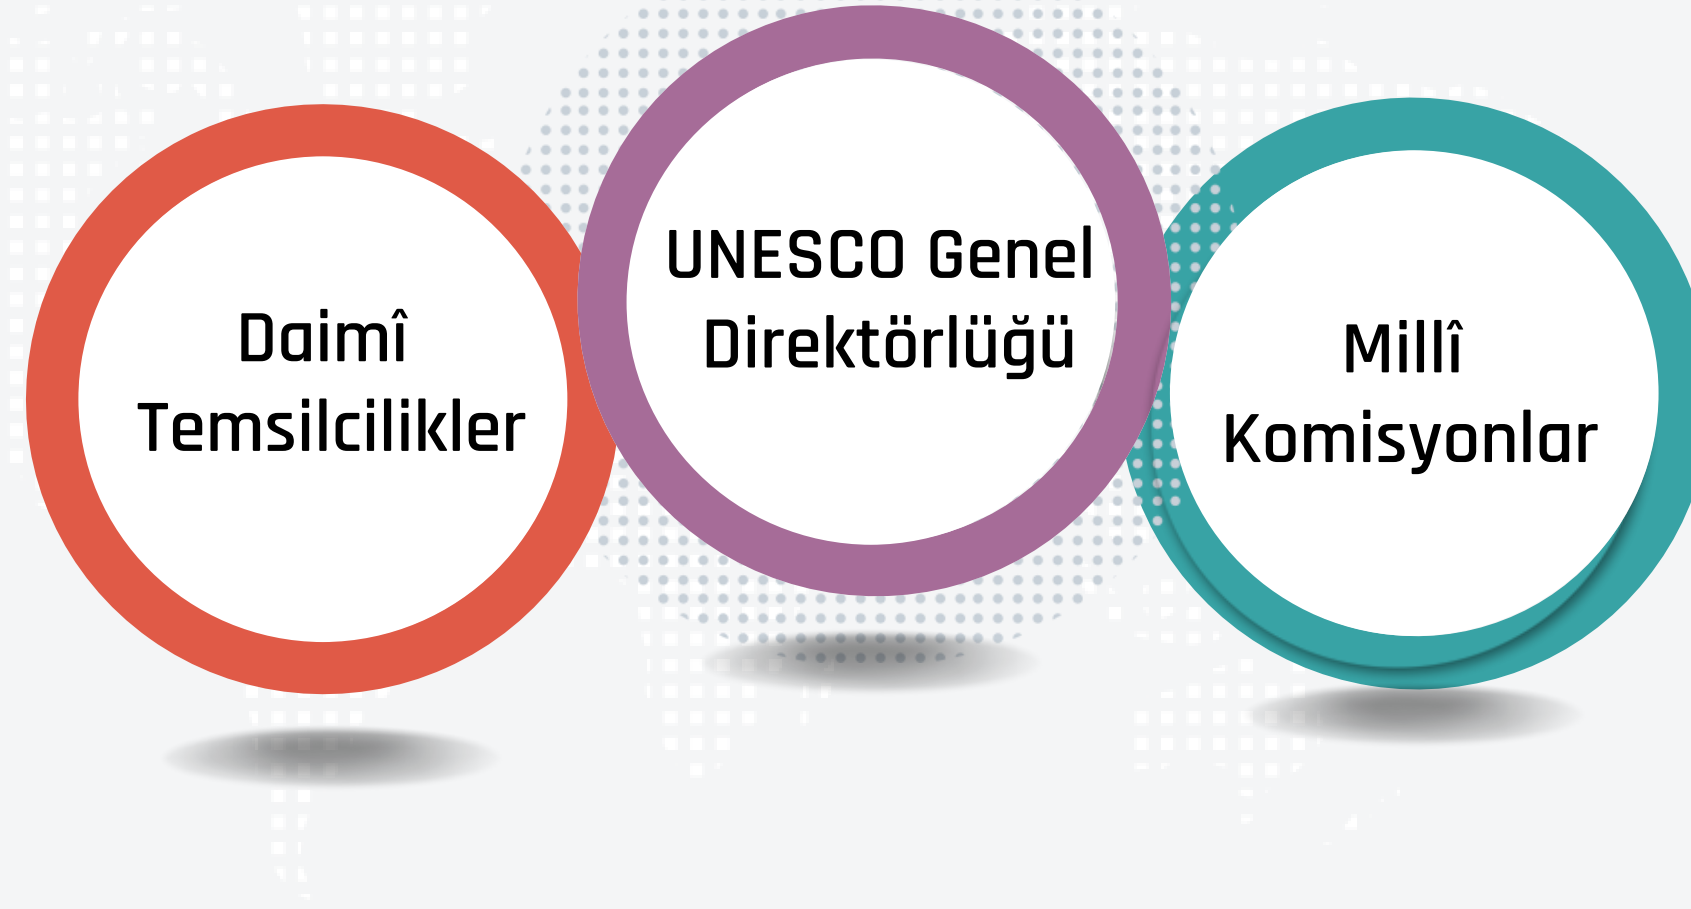 Daimî
Temsilcilikler
UNESCO Genel
Direktörlüğü
Millî
Komisyonlar